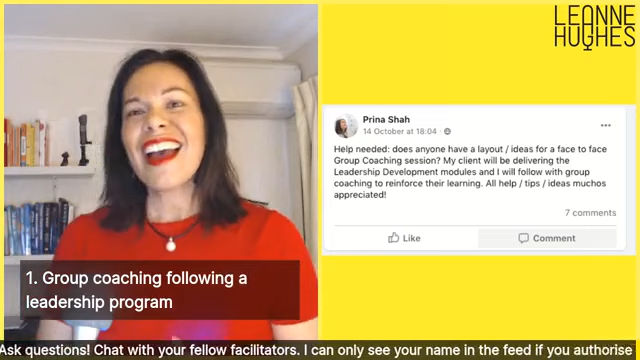 LEANNE
HUGHES
Prina Shah
14 October at 18:04 ·
Help needed: does anyone have a layout / ideas for a face to face
Group Coaching session? My client will be delivering the
Leadership Development modules and I will follow with group
coaching to reinforce their learning. All help / tips / ideas muchos
appreciated!
7 comments
Like
Comment
1. Group coaching following a
leadership program
Ask questions! Chat with your fellow facilitators. I can only see your name in the feed if you authorise